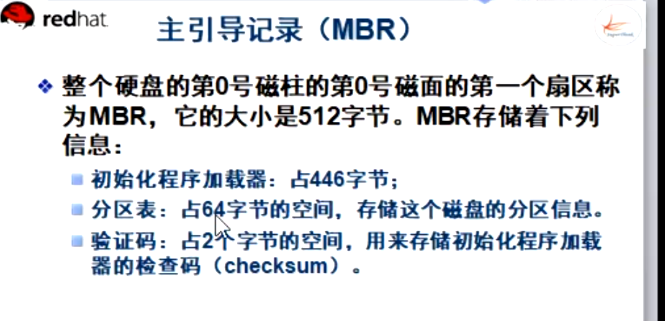 redhat.
主引导记录（MBR）
整个硬盘的第0号磁柱的第0号磁面的第一个扇区称
为MBR，它的大小是512字节。MBR存储着下列
信息：
初始化程序加载器：占446字节；
分区表：占64字节的空间，存储这个磁盘的分区信息。
验证码：占2个字节的空间，用来存储初始化程序加载
器的检查码（checksum）。